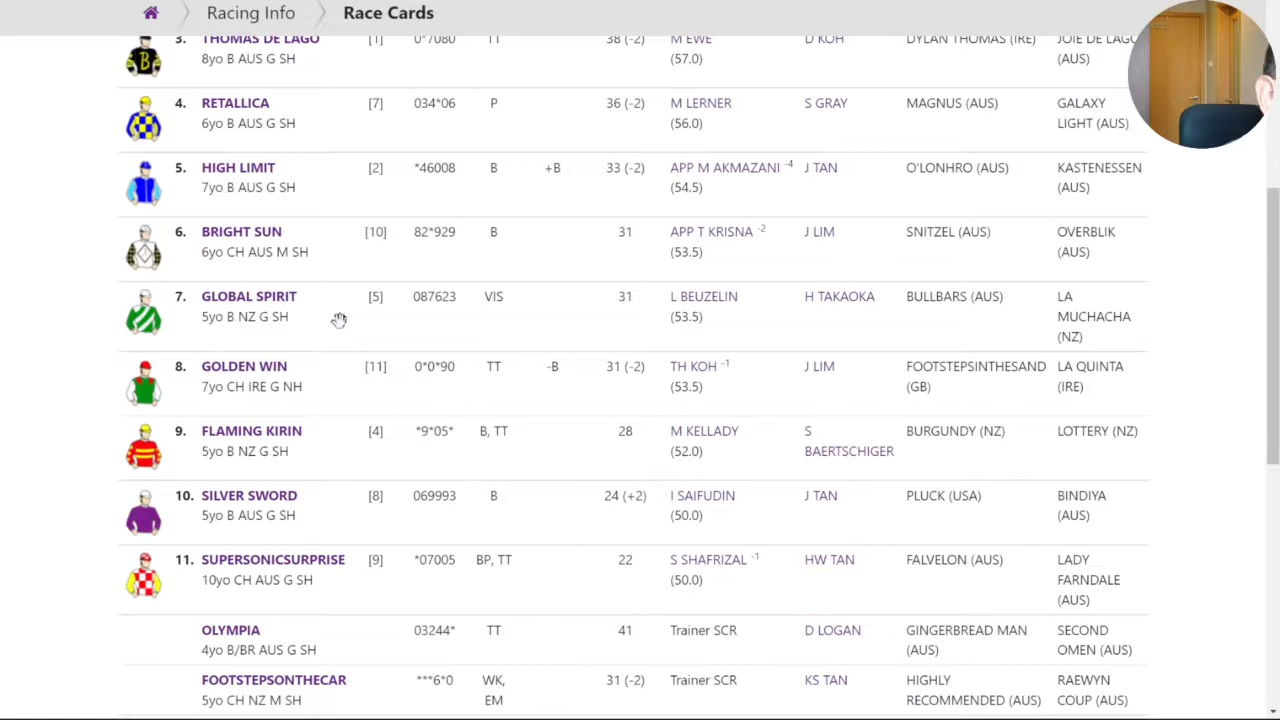 Racing Info Race Cards
3. THOMAS DE LAGO [1] 0*7080 TT 38 (-2) M EWE D KOH DYLAN THOMAS (IRE) JOIE DE LAGO
8yo B AUS G SH (57.0) (AUS)
4. RETALLICA [7] 034*06 P 36 (-2) M LERNER S GRAY MAGNUS (AUS) GALAXY
6yo B AUS G SH (56.0) LIGHT (AUS)
5. HIGH LIMIT [2] *46008 B +B 33 (-2) APP M AKMAZANI -4 J TAN O'LONHRO (AUS) KASTENESSEN
7yo B AUS G SH (54.5) (AUS)
6. BRIGHT SUN [10] 82*929 B 31 APP T KRISNA -2 J LIM SNITZEL (AUS) OVERBLIK
6yo CH AUS M SH (53.5) (AUS)
7. GLOBAL SPIRIT [5] 087623 VIS 31 L BEUZELIN H TAKAOKA BULLBARS (AUS) LA
5yo B NZ G SH (53.5) MUCHACHA
(NZ)
8. GOLDEN WIN [11] 0*0*90 TT -B 31 (-2) TH KOH -1 J LIM FOOTSTEPSINTHESAND LA QUINTA
7yo CH IRE G NH (53.5) (GB) (IRE)
9. FLAMING KIRIN [4] *9*05* B, TT 28 M KELLADY S BURGUNDY (NZ) LOTTERY (NZ)
5yo B NZ G SH (52.0) BAERTSCHIGER
10. SILVER SWORD [8] 069993 B 24 (+2) I SAIFUDIN J TAN PLUCK (USA) BINDIYA
5yo B AUS G SH (50.0) (AUS)
11. SUPERSONICSURPRISE [9] *07005 BP, TT 22 S SHAFRIZAL -1 HW TAN FALVELON (AUS) LADY
10yo CH AUS G SH (50.0) FARNDALE
(AUS)
OLYMPIA 03244* TT 41 Trainer SCR D LOGAN GINGERBREAD MAN SECOND
4yo B/BR AUS G SH (AUS) OMEN (AUS)
FOOTSTEPSONTHECAR ***6*0 WK, 31 (-2) Trainer SCR KS TAN HIGHLY RAEWYN
5yo CH NZ M SH EM RECOMMENDED (AUS) COUP (AUS)